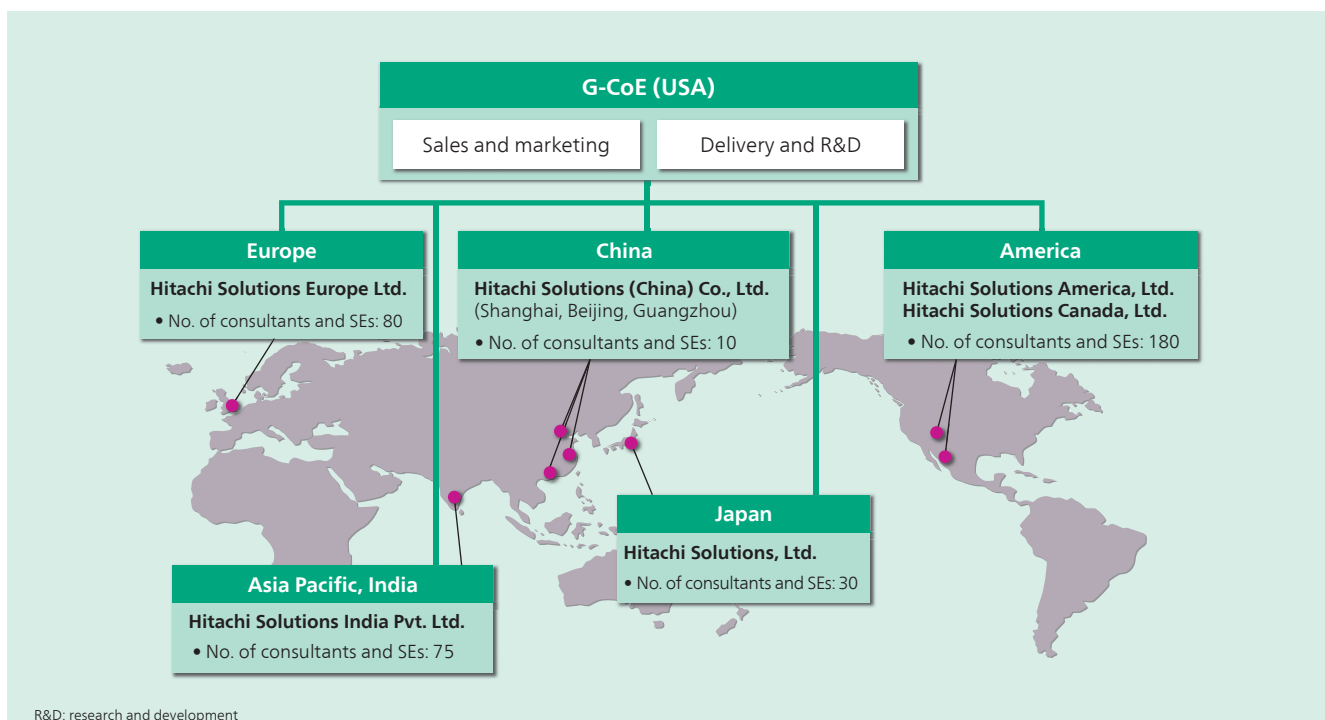 G-CoE (USA)
Sales and marketing
Delivery and R&D
Europe
Hitachi Solutions Europe Ltd.
• No. of consultants and SEs: 80
China
Hitachi Solutions (China) Co., Ltd.
(Shanghai, Beijing, Guangzhou)
• No. of consultants and SEs: 10
America
Hitachi Solutions America, Ltd.
Hitachi Solutions Canada, Ltd.
• No. of consultants and SEs: 180
Japan
Hitachi Solutions, Ltd.
• No. of consultants and SEs: 30
Asia Pacific, India
Hitachi Solutions India Pvt. Ltd.
• No. of consultants and SEs: 75
R&D: research and development